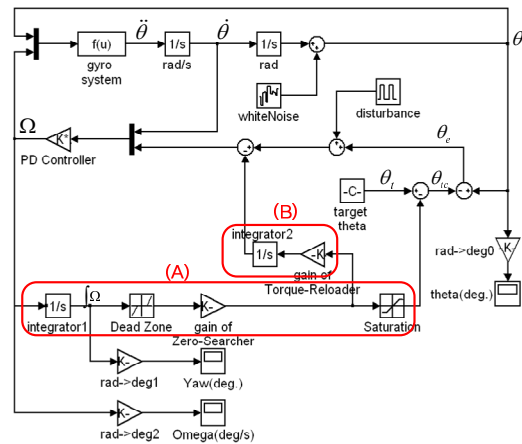 θ̈
θ̇
θ
f(u)
1/s
1/s
gyro
system
rad/s
rad
whiteNoise
disturbance
Ω
K*
PD Controller
θe
-C-
θt
θtc
target
theta
(B)
integrator2
1/s
-K
gain of
Torque-Reloader
K
rad->deg0
theta(deg.)
(A)
∫Ω
1/s
K-
integrator1
Dead Zone
gain of
Zero-Searcher
Saturation
K-
rad->deg1
Yaw(deg.)
K-
rad->deg2
Omega(deg/s)